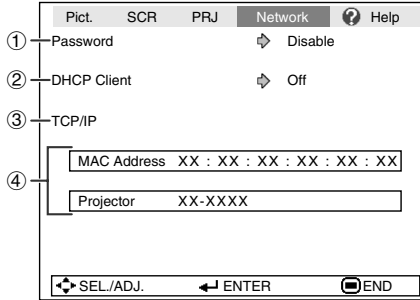 Pict. SCR PRJ Network ? Help
① Password Disable
② DHCP Client Off
③ TCP/IP
④
MAC Address XX : XX : XX : XX : XX : XX
Projector XX-XXXX
SEL./ADJ. ENTER END